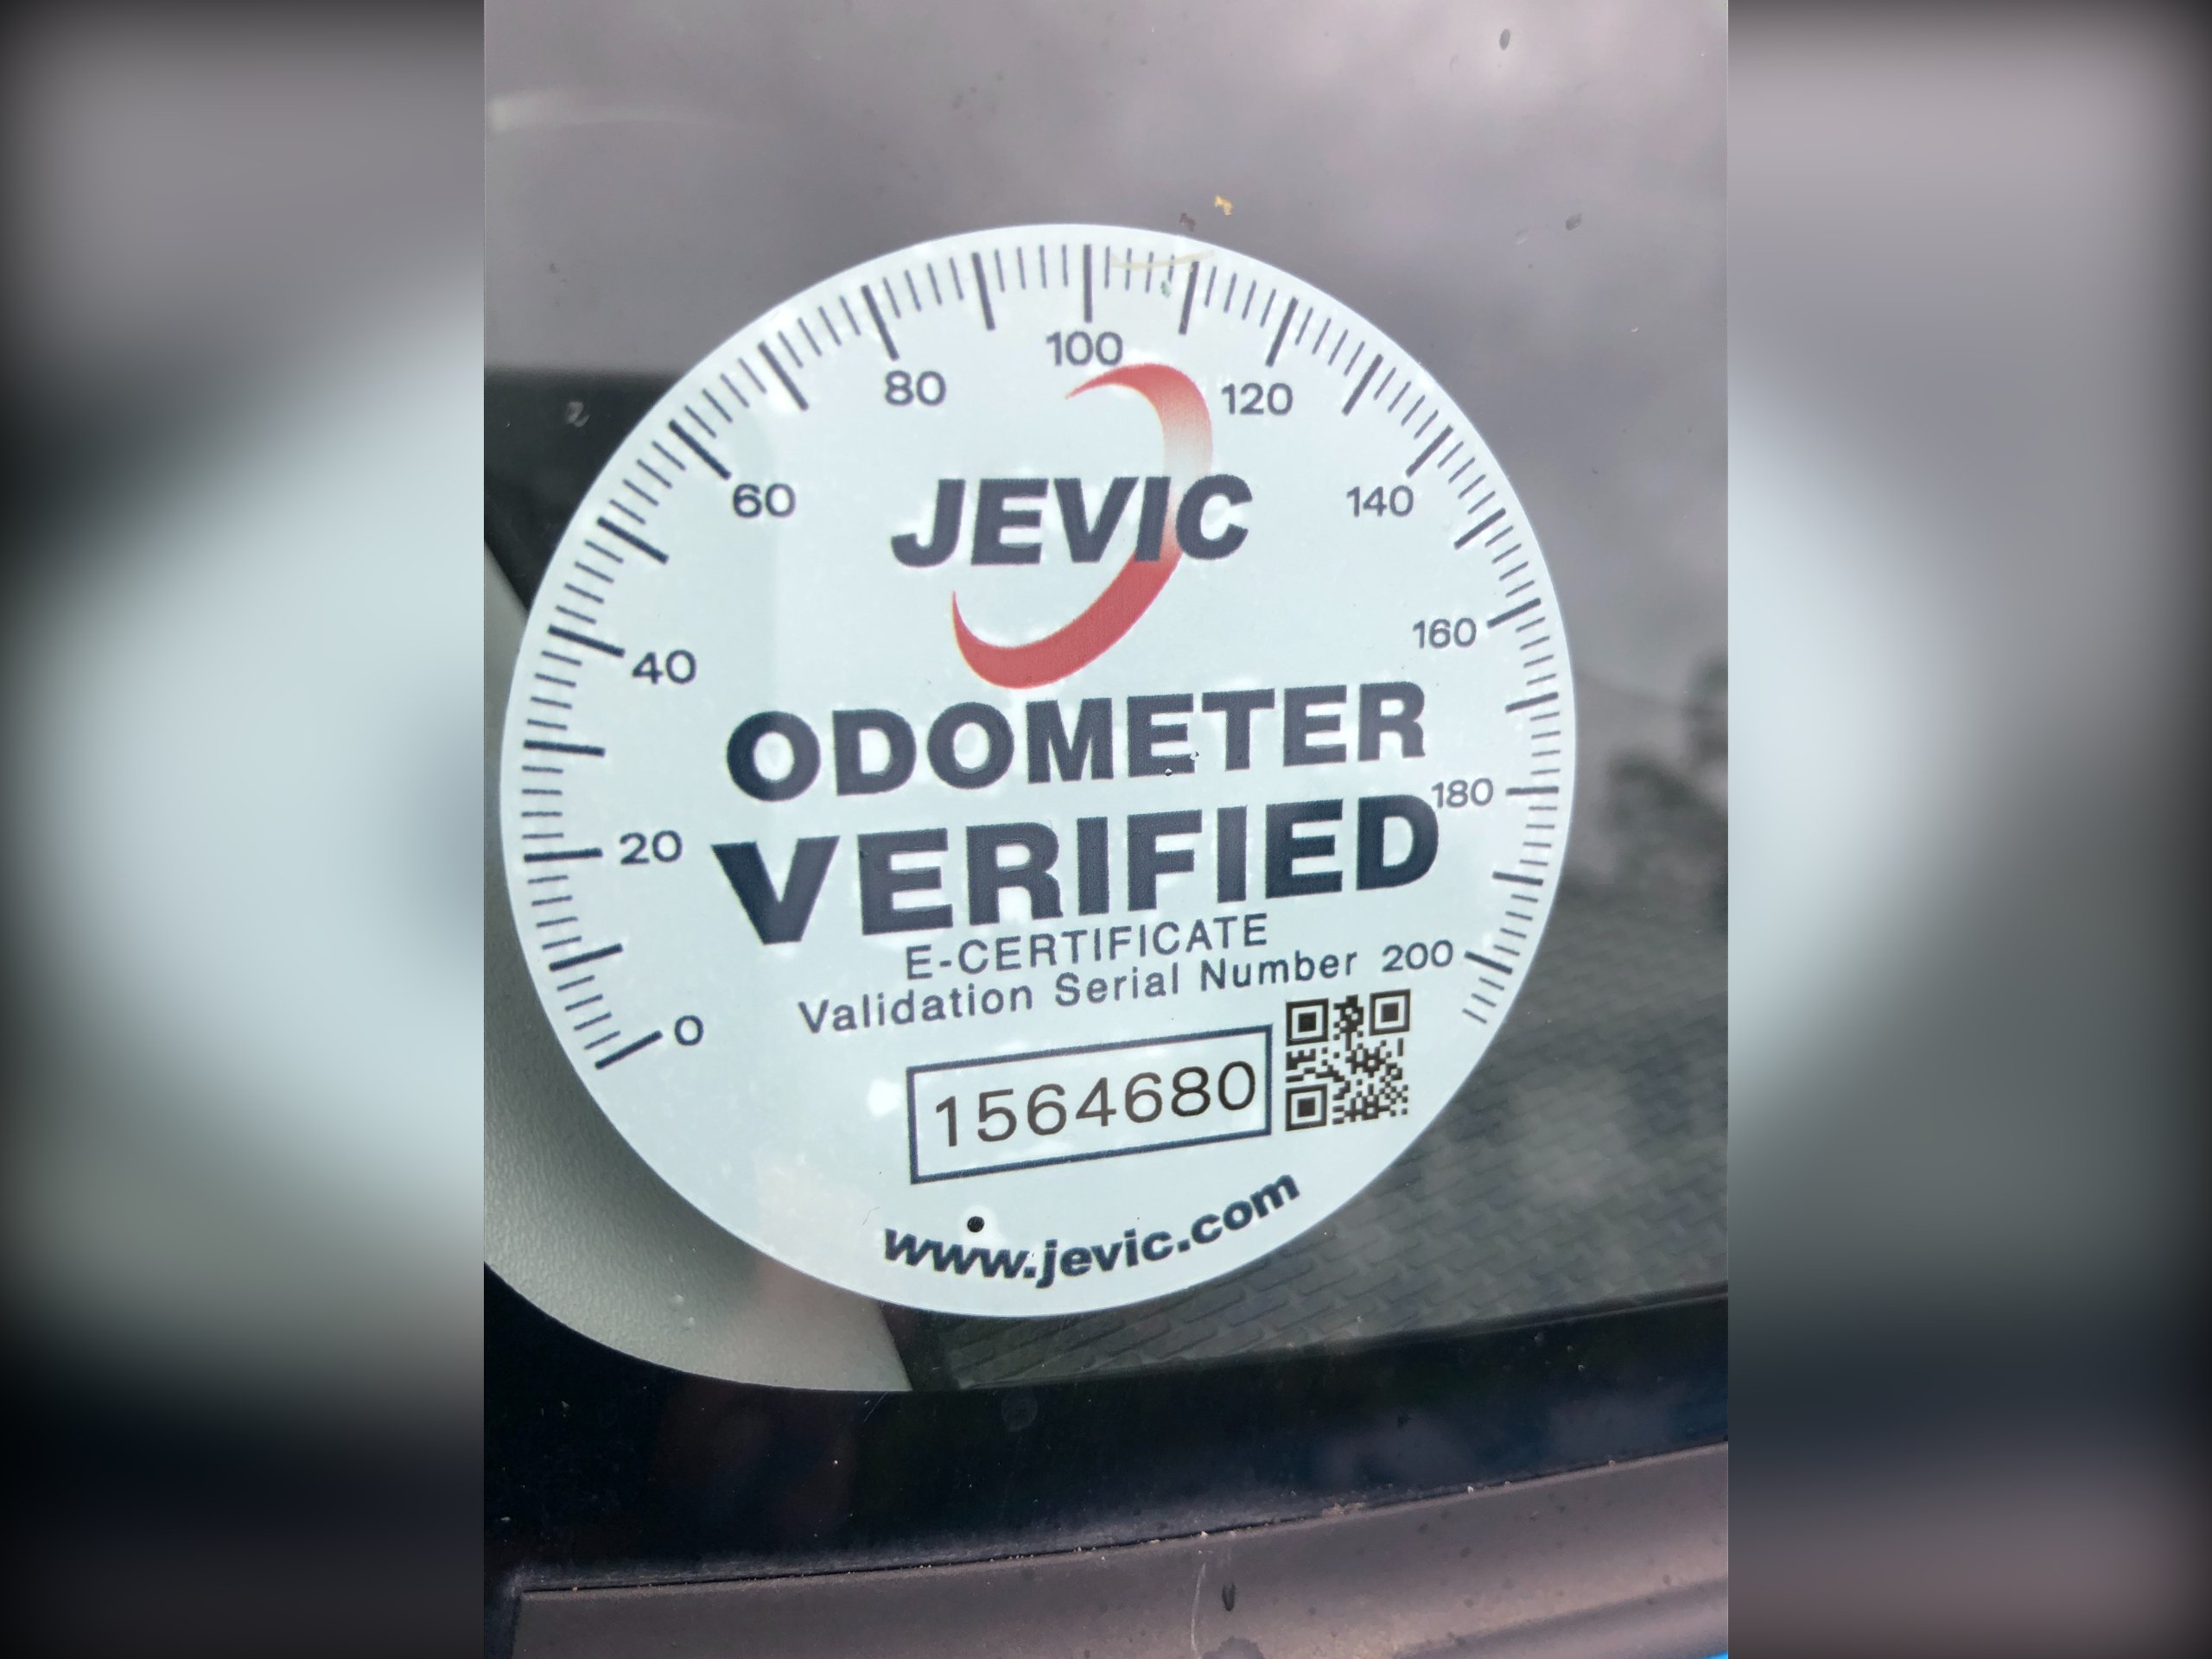 100
80
120
60
JEVIC
140
160
40
ODOMETER
180
20
VERIFIED
E-CERTIFICATE
Validation Serial Number
200
0
1564680
www.jevic.com